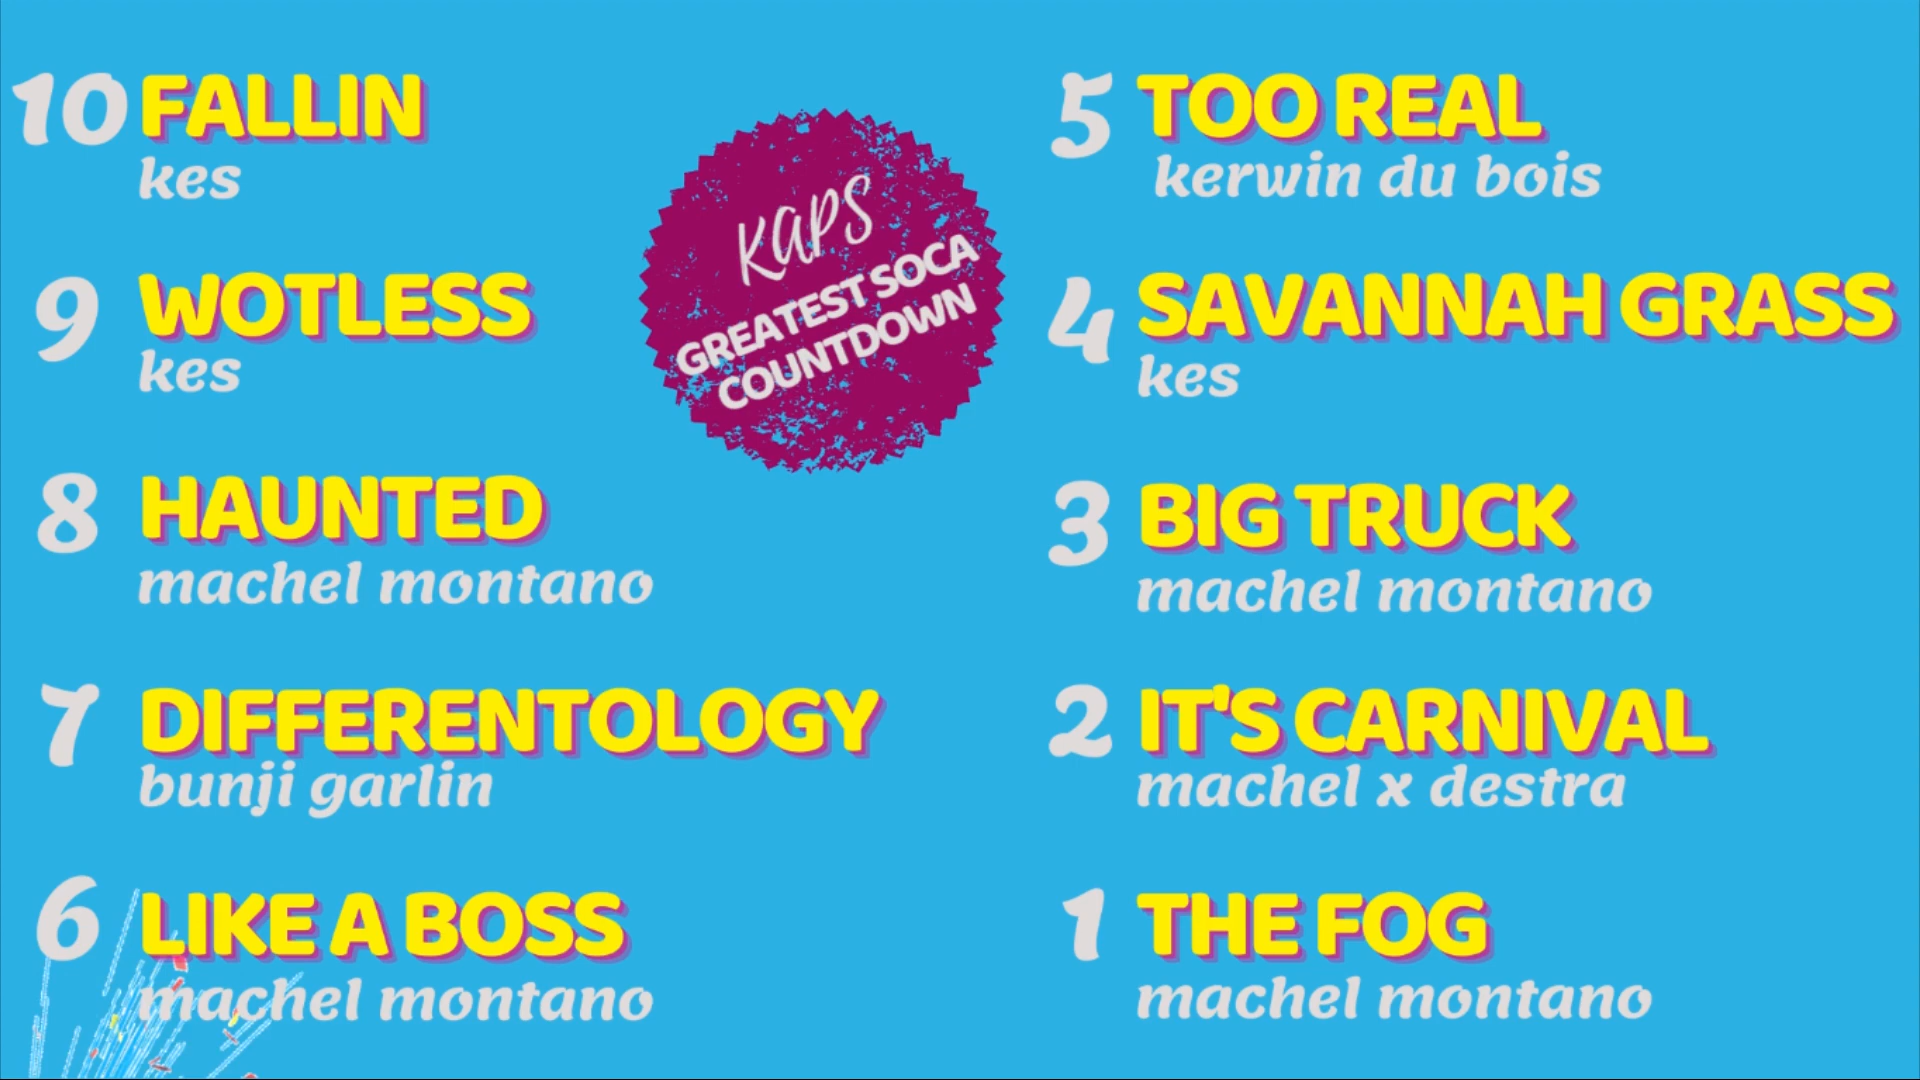 10 FALLIN
kes
9 WOTLESS
kes
8 HAUNTED
machel montano
7 DIFFERENTOLOGY
bunji garlin
6 LIKE A BOSS
machel montano
KAPS
GREATEST SOCA
COUNTDOWN
5 TOO REAL
kerwin du bois
4 SAVANNAH GRASS
kes
3 BIG TRUCK
machel montano
2 IT'S CARNIVAL
machel x destra
1 THE FOG
machel montano